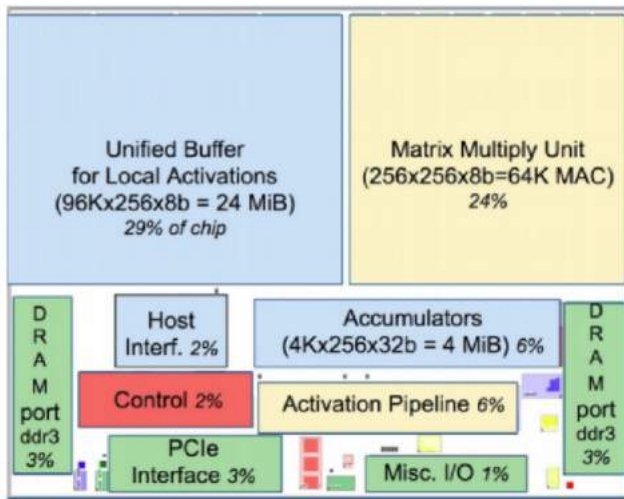 Unified Buffer
for Local Activations
(96Kx256x8b = 24 MiB)
29% of chip
Matrix Multiply Unit
(256x256x8b=64K MAC)
24%
D
R
A
M
port
ddr3
3%
Host
Interf. 2%
Accumulators
(4Kx256x32b = 4 MiB) 6%
Control 2%
Activation Pipeline 6%
PCIe
Interface 3%
Misc. I/O 1%
D
R
A
M
port
ddr3
3%